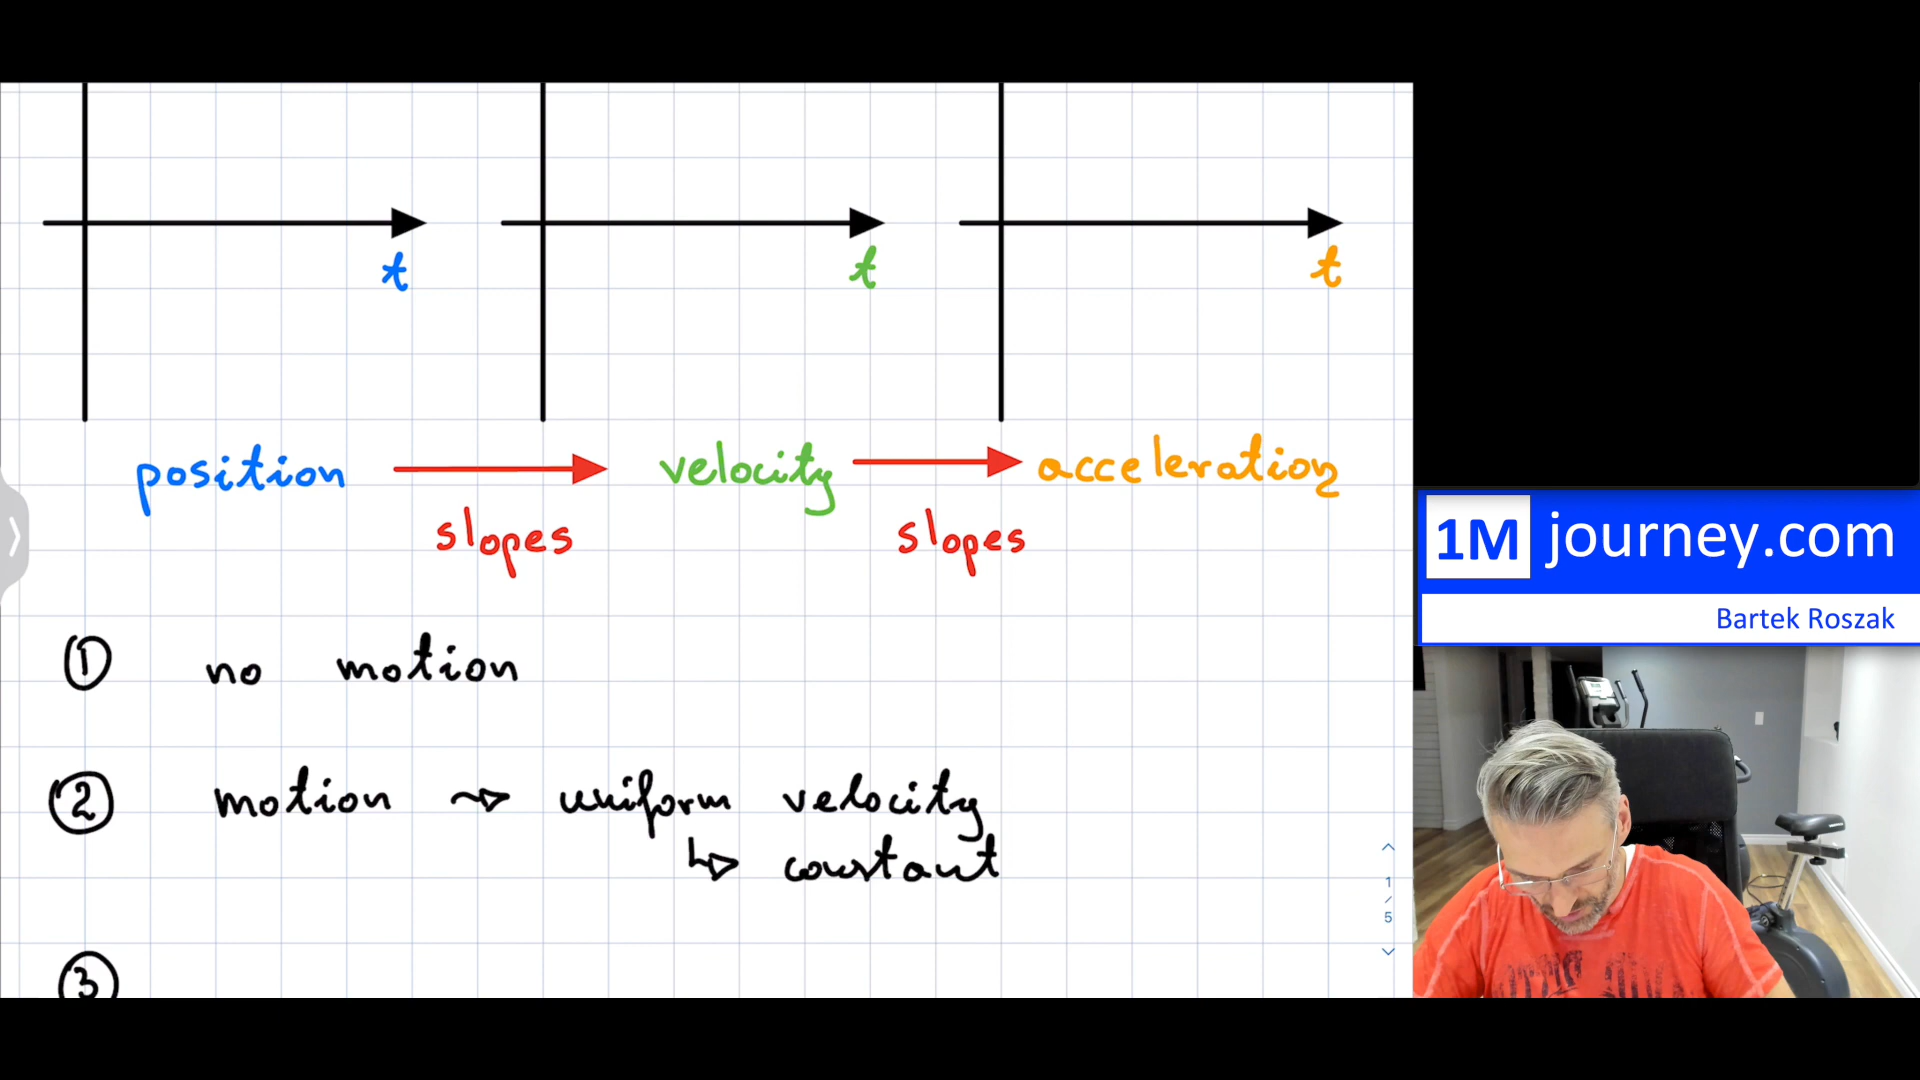 t t t
position velocity acceleration
slopes slopes
1 no motion
2 motion uniform velocity
constant
3
1
/
5
1M journey.com
Bartek Roszak